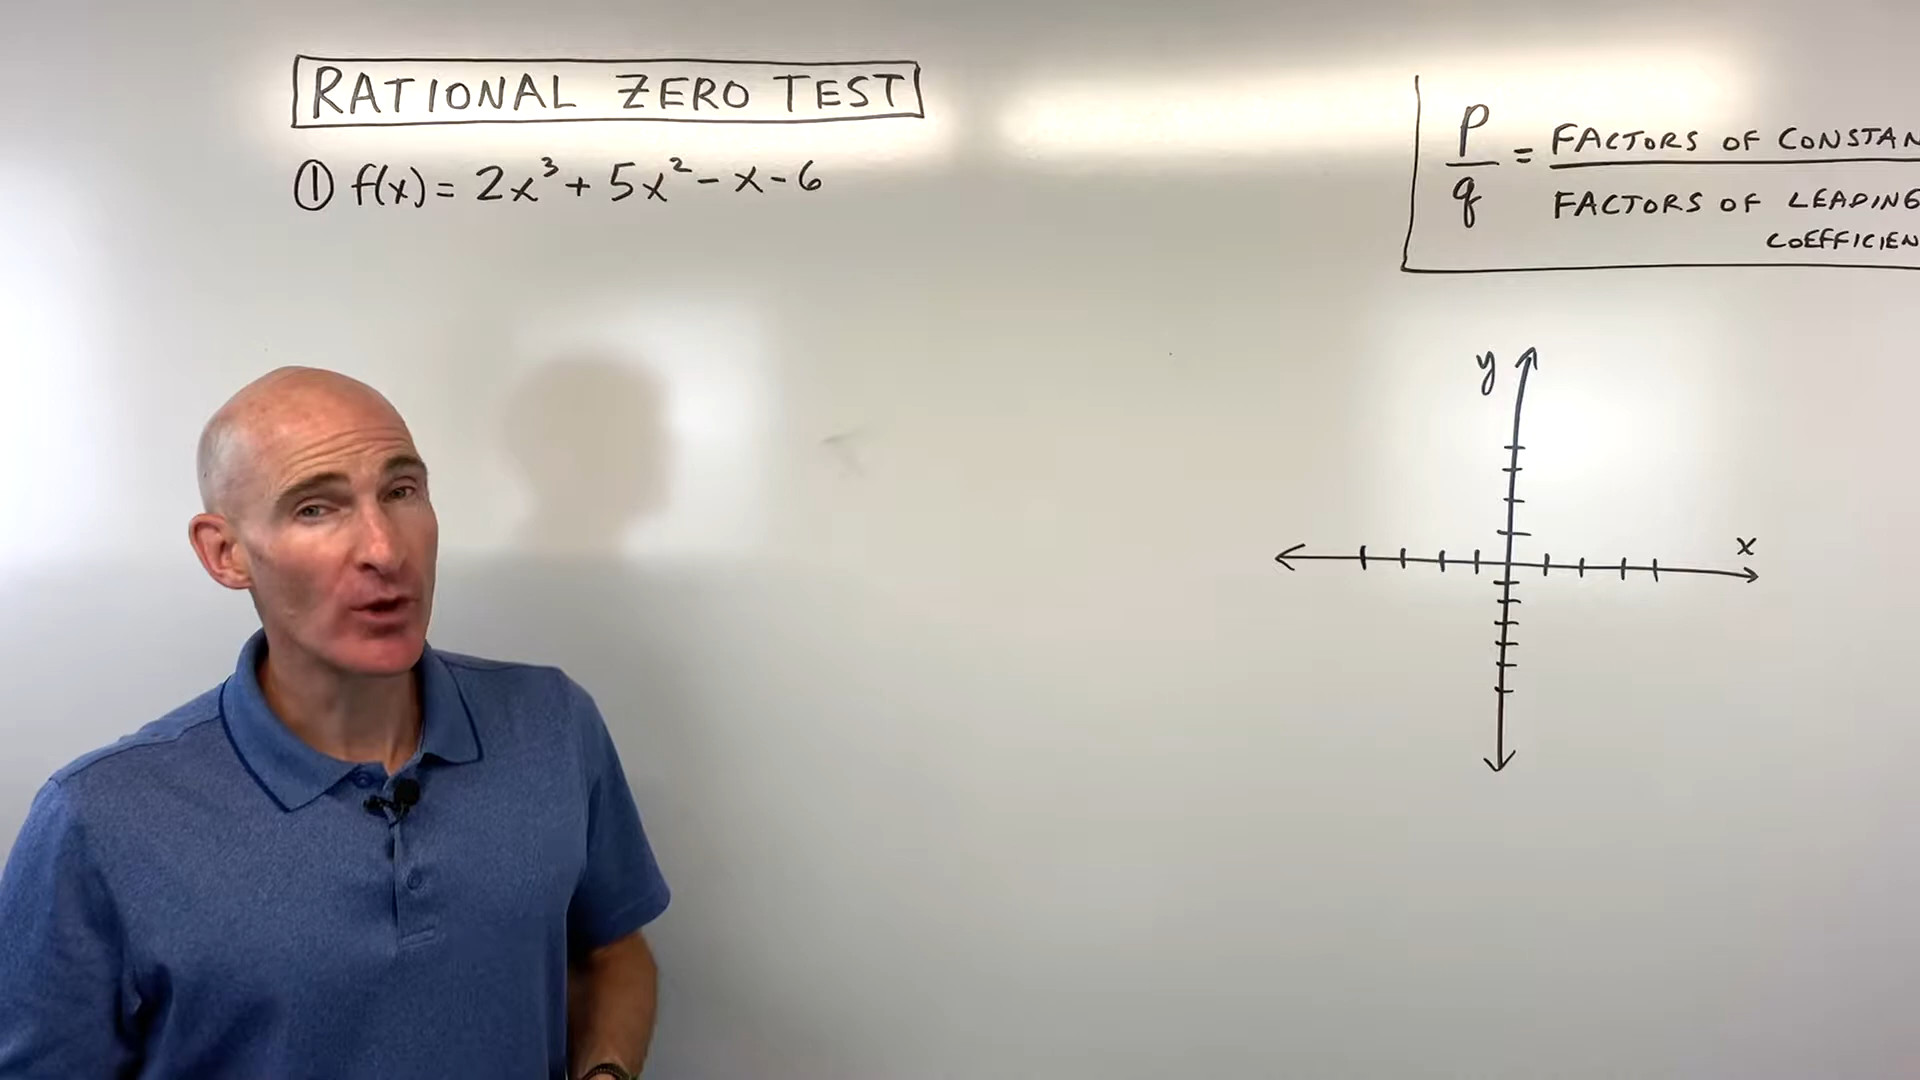 RATIONAL ZERO TEST
① f(x) = 2x³ + 5x² - x - 6
P/q = FACTORS OF CONSTAN
FACTORS OF LEADING
COEFFICIEN
y
x